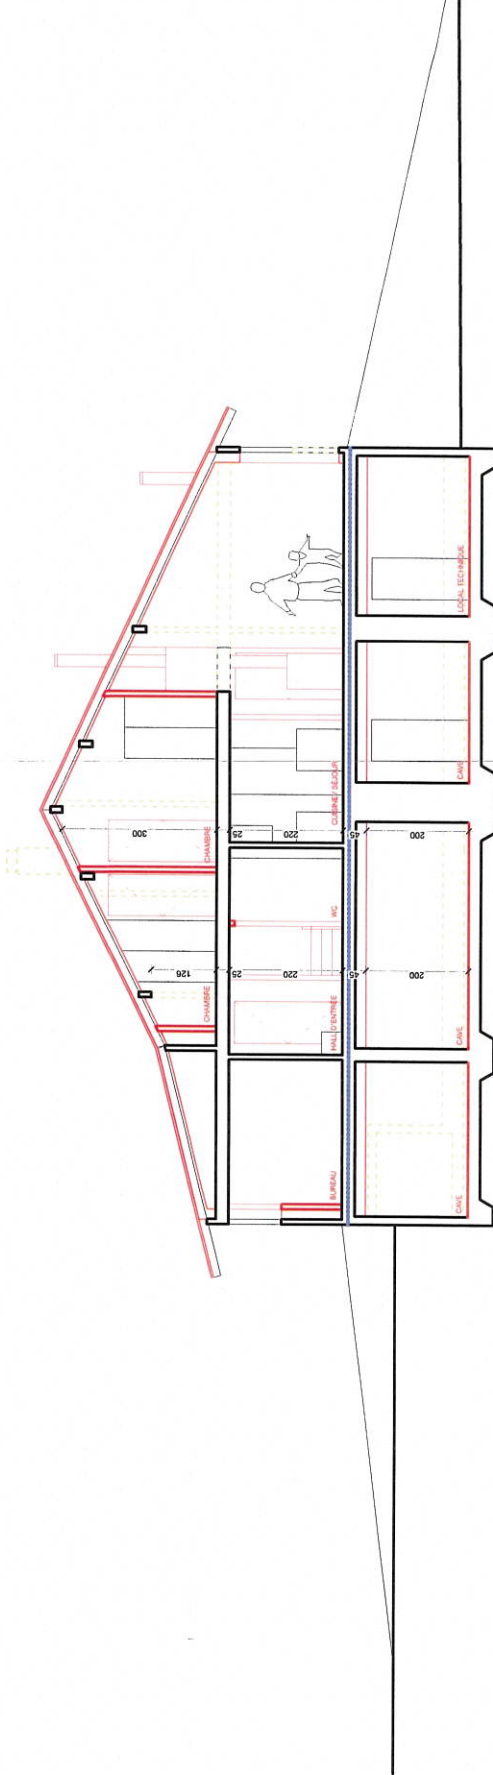 CHAMBRE
CHAMBRE
300
25
220
45
200
126
25
220
45
200
CUISINE / SÉJOUR
WC
HALL D'ENTRÉE
BUREAU
LOCAL TECHNIQUE
CAVE
CAVE
CAVE